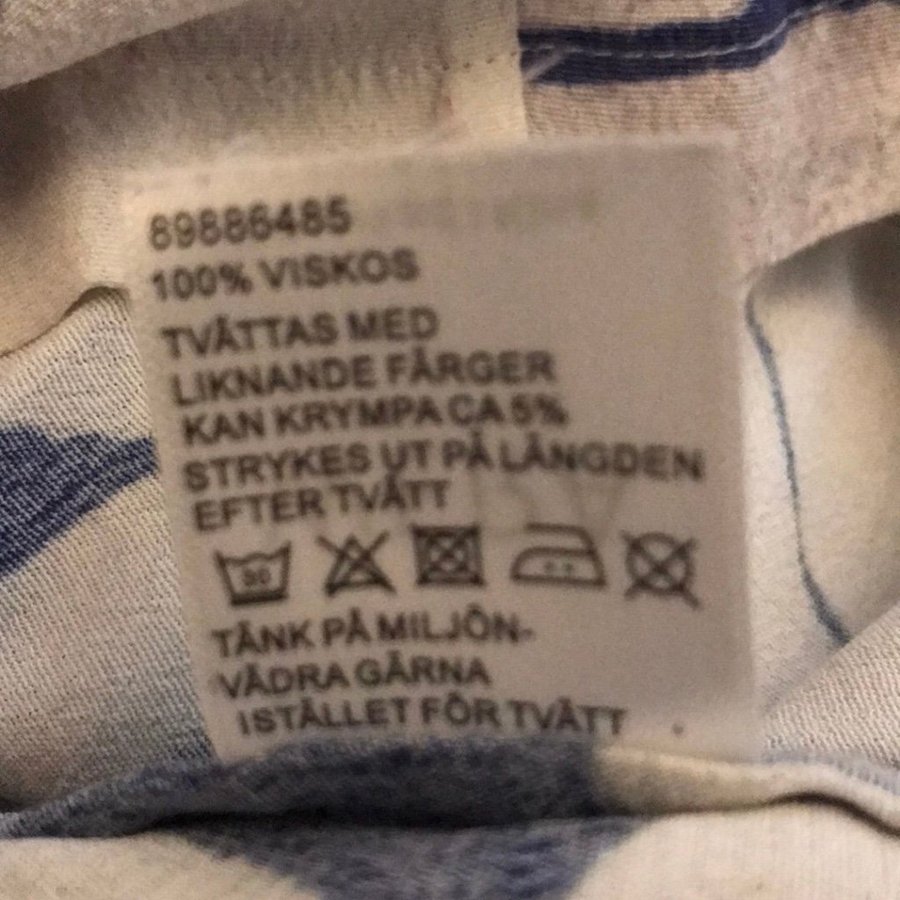 89886485
100% VISKOS
TVÄTTAS MED
LIKNANDE FÄRGER
KAN KRYMPA CA 5%
STRYKES UT PÅ LÄNGDEN
EFTER TVÄTT
30
TÄNK PÅ MILJÖN-
VÄDRA GÄRNA
ISTÄLLET FÖR TVÄTT